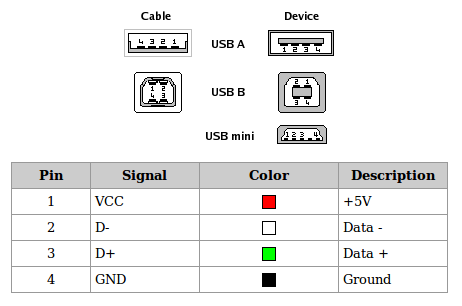 Cable Device
4 3 2 1 USB A 1 2 3 4
1 2 USB B 2 1
4 3 3 4
USB mini 1 2 3 4
Pin Signal Color Description
1 VCC +5V
2 D- Data -
3 D+ Data +
4 GND Ground